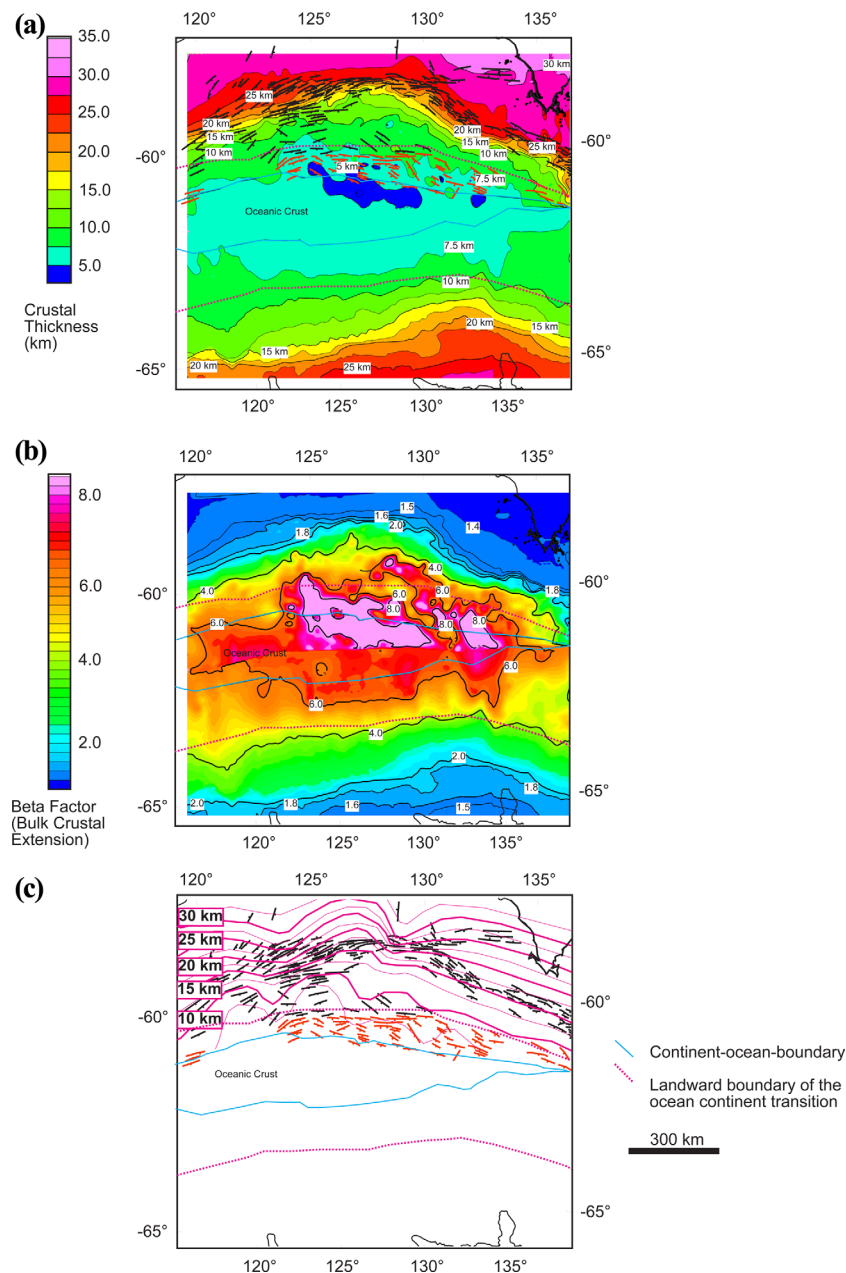 (a)
120° 125° 130° 135°
35.0
30.0
25.0
20.0
15.0
10.0
5.0
Crustal
Thickness
(km)
30 km
25 km
20 km
15 km
10 km
20 km
15 km
10 km
25 km
5 km
7.5 km
Oceanic Crust
7.5 km
10 km
20 km
15 km
15 km
20 km
25 km
-60°
-65°
-60°
-65°
120° 125° 130° 135°
(b)
120° 125° 130° 135°
8.0
6.0
4.0
2.0
Beta Factor
(Bulk Crustal
Extension)
1.5
1.6
1.4
1.8
2.0
4.0
4.0
1.8
6.0
6.0
6.0
8.0
8.0
8.0
6.0
Oceanic Crust
6.0
4.0
2.0
1.8
2.0
1.8
1.6
1.5
-60°
-65°
-60°
-65°
120° 125° 130° 135°
(c)
120° 125° 130° 135°
30 km
25 km
20 km
15 km
10 km
Oceanic Crust
-60°
-65°
-60°
-65°
120° 125° 130° 135°
Continent-ocean-boundary
Landward boundary of the
ocean continent transition
300 km